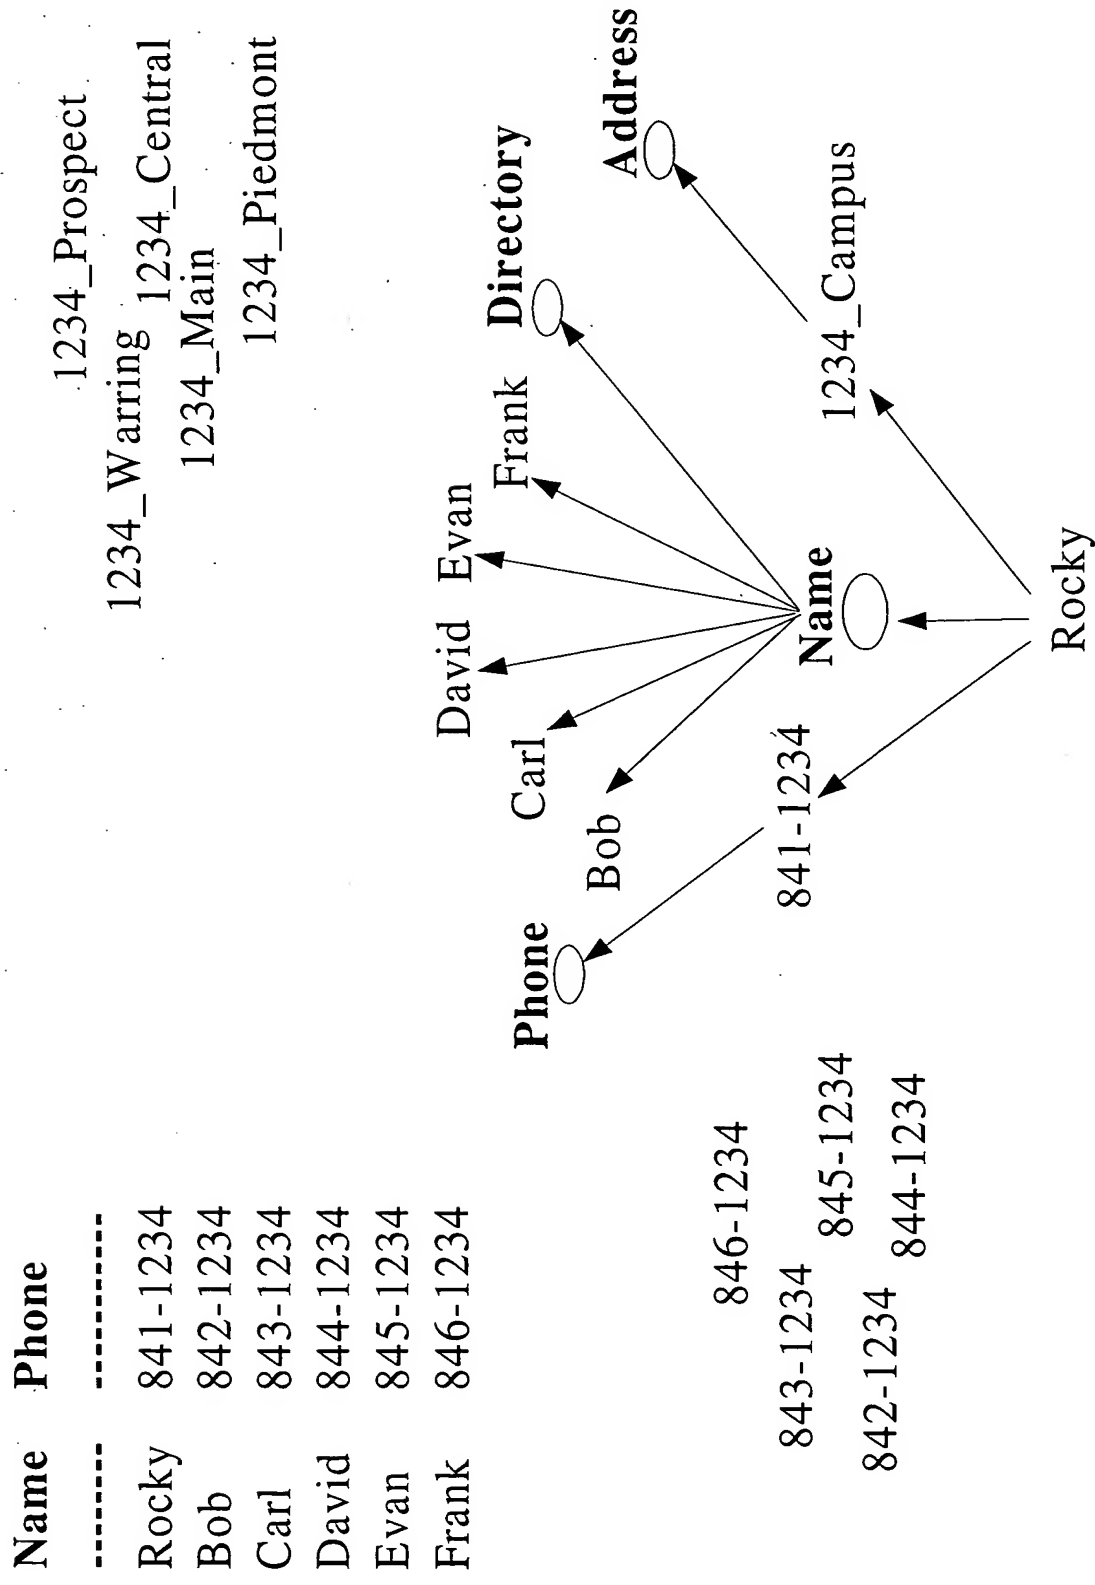 Name Phone
Rocky 841-1234
Bob 842-1234
Carl 843-1234
David 844-1234
Evan 845-1234
Frank 846-1234
1234_Prospect
1234_Warring 1234_Central
1234_Main
1234_Piedmont
David Evan
Carl Frank
Bob
Phone
Directory
Address
846-1234
843-1234
845-1234
842-1234
844-1234
841-1234
Name
1234_Campus
Rocky